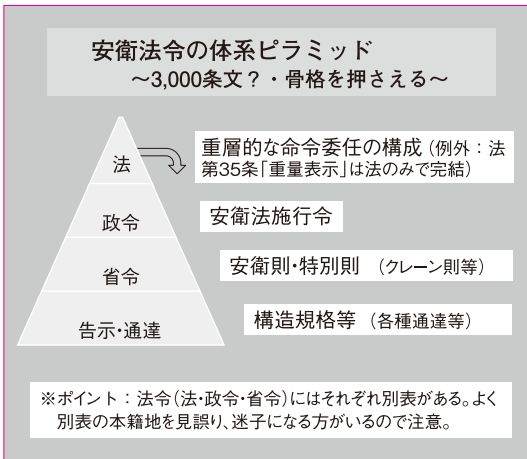 安衛法令の体系ピラミッド
～3,000条文？・骨格を押さえる～
法
重層的な命令委任の構成（例外：法
第35条「重量表示」は法のみで完結）
政令
安衛法施行令
省令
安衛則・特別則　（クレーン則等）
告示・通達
構造規格等　（各種通達等）
※ポイント：法令（法・政令・省令）にはそれぞれ別表がある。よく
別表の本籍地を見誤り、迷子になる方がいるので注意。